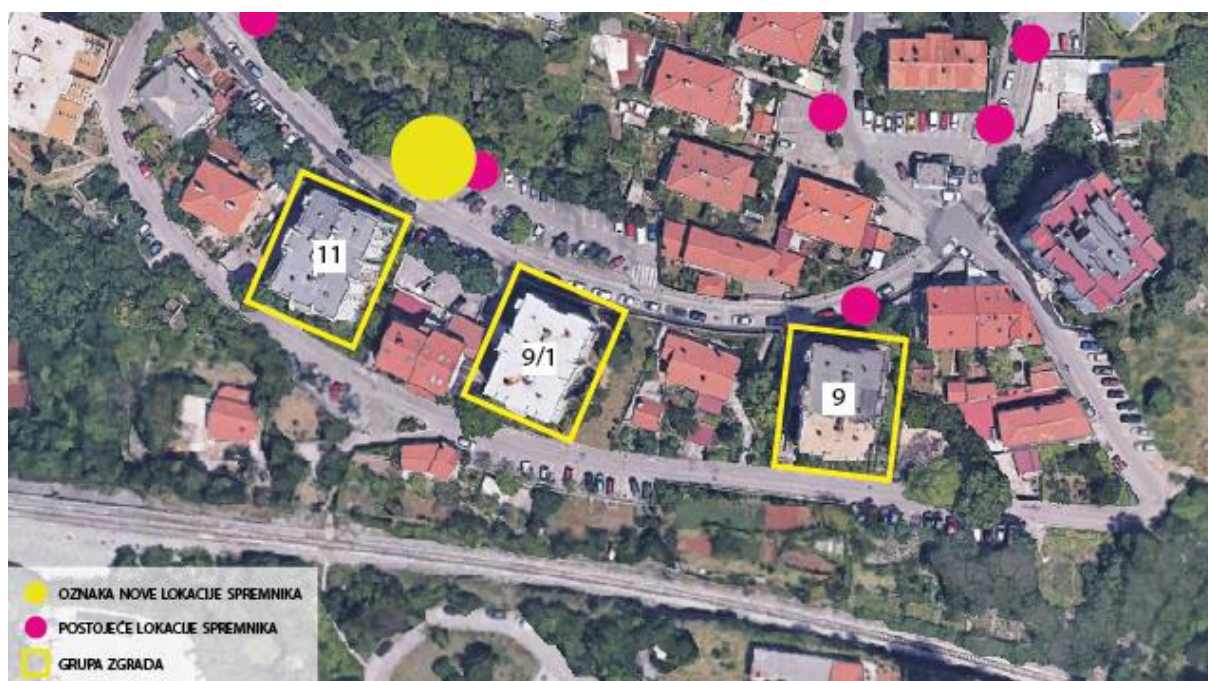 11
9/1
9
OZNAKA NOVE LOKACIJE SPREMNIKA
POSTOJEĆE LOKACIJE SPREMNIKA
GRUPA ZGRADA